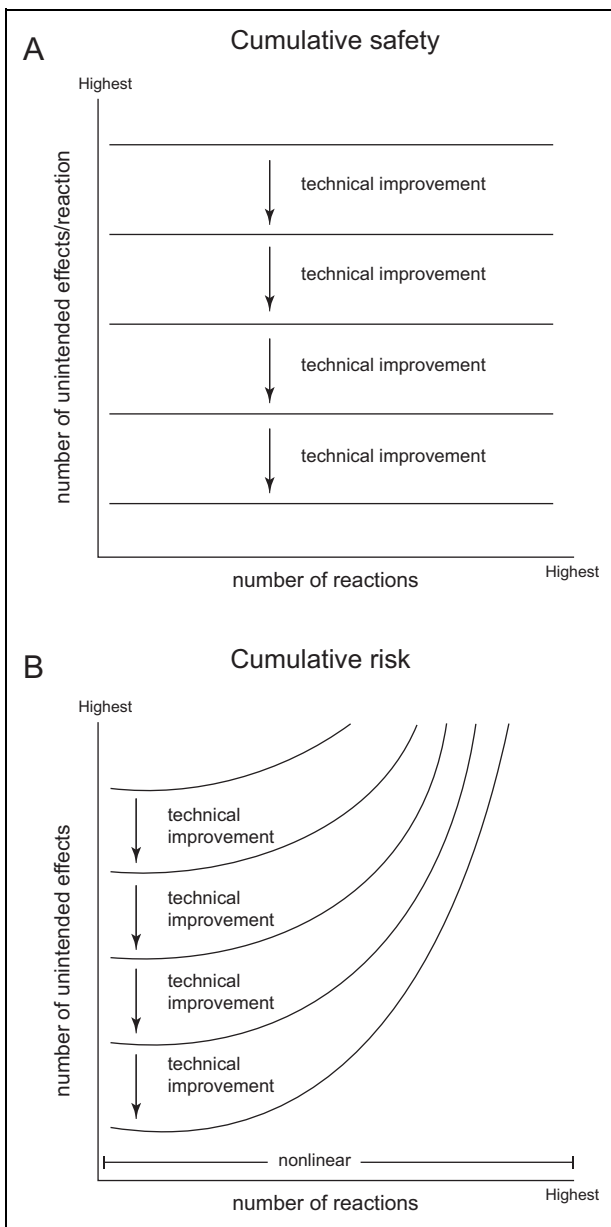 A
Cumulative safety
Highest
number of unintended effects/reaction
technical improvement
technical improvement
technical improvement
technical improvement
number of reactions
Highest
B
Cumulative risk
Highest
number of unintended effects
technical
improvement
technical
improvement
technical
improvement
technical
improvement
nonlinear
number of reactions
Highest